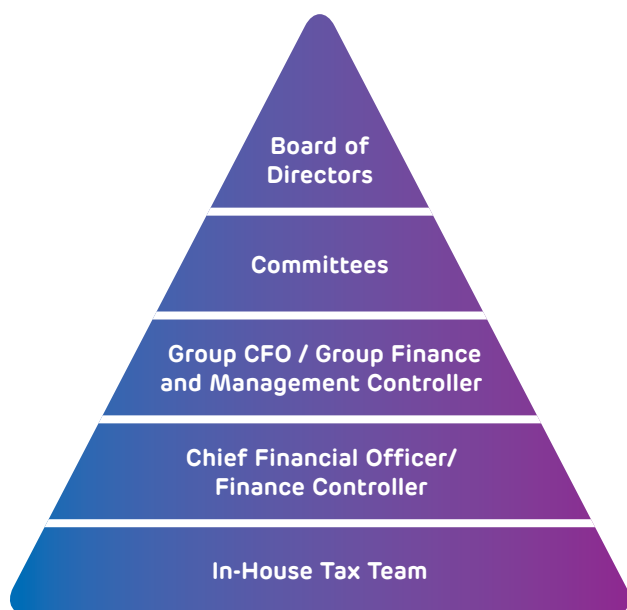 Board of
Directors
Committees
Group CFO / Group Finance
and Management Controller
Chief Financial Officer/
Finance Controller
In-House Tax Team